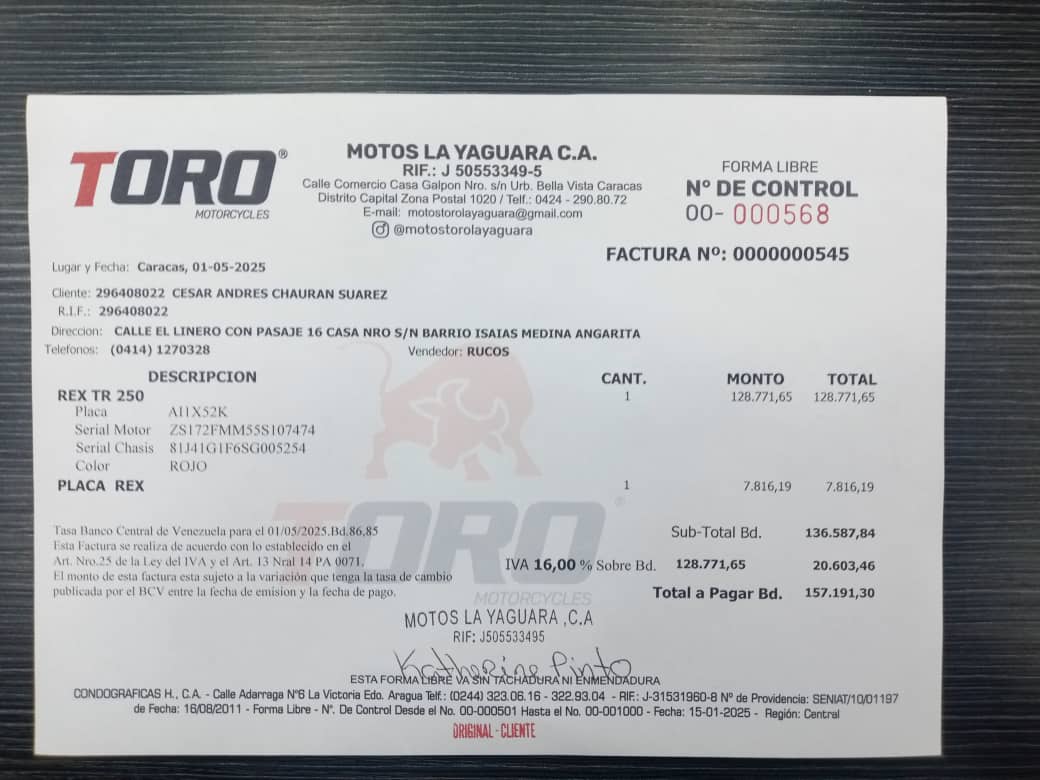 TORO®
MOTORCYCLES
MOTOS LA YAGUARA C.A.
RIF.: J 50553349-5
Calle Comercio Casa Galpon Nro. s/n Urb. Bella Vista Caracas
Distrito Capital Zona Postal 1020 / Telf.: 0424 - 290.80.72
E-mail: motostorolayaguara@gmail.com
@motostorolayaguara
FORMA LIBRE
N° DE CONTROL
00- 000568
FACTURA Nº: 0000000545
Lugar y Fecha: Caracas, 01-05-2025
Cliente: 296408022 CESAR ANDRES CHAURAN SUAREZ
R.I.F.: 296408022
Direccion: CALLE EL LINERO CON PASAJE 16 CASA NRO S/N BARRIO ISAIAS MEDINA ANGARITA
Telefonos: (0414) 1270328 Vendedor: RUCOS
DESCRIPCION CANT. MONTO TOTAL
REX TR 250 1 128.771,65 128.771,65
Placa AI1X52K
Serial Motor ZS172FMM55S107474
Serial Chasis 81J41G1F6SG005254
Color ROJO
PLACA REX 1 7.816,19 7.816,19
TORO®
MOTORCYCLES
Tasa Banco Central de Venezuela para el 01/05/2025.Bd.86,85
Esta Factura se realiza de acuerdo con lo establecido en el
Art. Nro.25 de la Ley del IVA y el Art. 13 Nral 14 PA 0071.
El monto de esta factura esta sujeto a la variación que tenga la tasa de cambio
publicada por el BCV entre la fecha de emision y la fecha de pago.
Sub-Total Bd. 136.587,84
IVA 16,00 % Sobre Bd. 128.771,65 20.603,46
Total a Pagar Bd. 157.191,30
MOTOS LA YAGUARA ,C.A
RIF: J505533495
Katherine Pinto
ESTA FORMA LIBRE VA SIN TACHADURA NI ENMENDADURA
CONDOGRAFICAS H., C.A. - Calle Adarraga N°6 La Victoria Edo. Aragua Telf.: (0244) 323.06.16 - 322.93.04 - RIF.: J-31531960-8 N° de Providencia: SENIAT/10/01197
de Fecha: 16/08/2011 - Forma Libre - N°. De Control Desde el No. 00-000501 Hasta el No. 00-001000 - Fecha: 15-01-2025 - Región: Central
ORIGINAL - CLIENTE